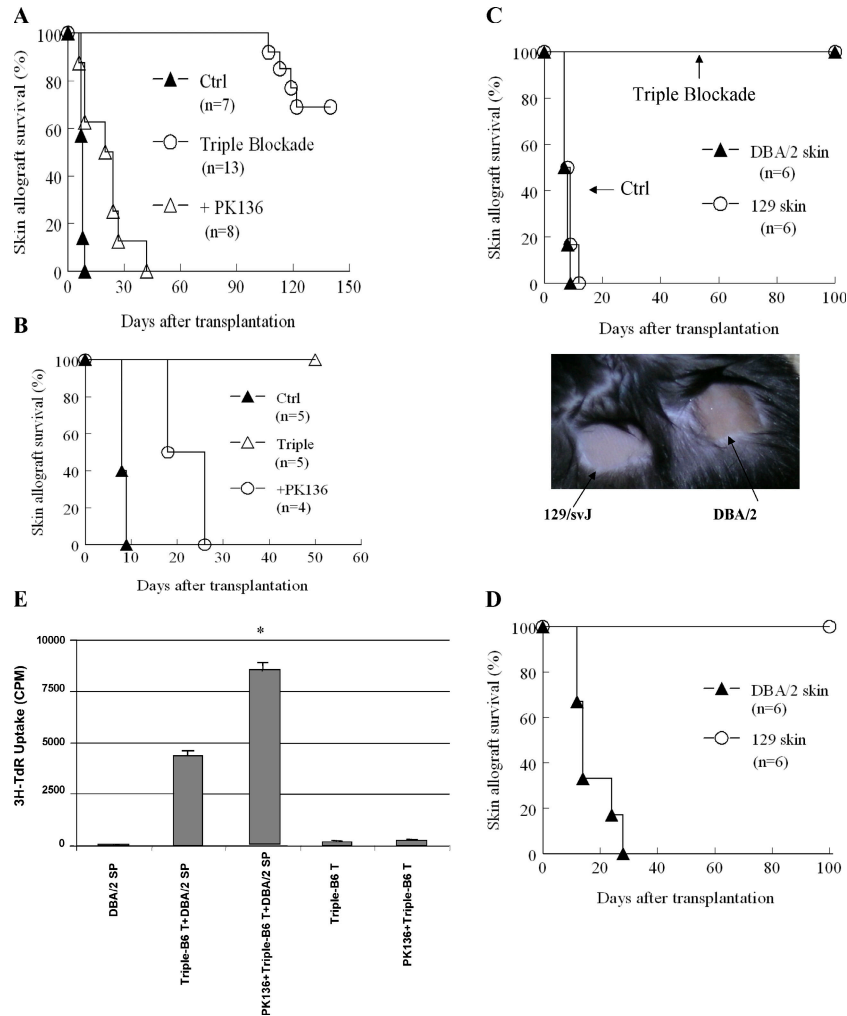 A
Skin allograft survival (%)
100
80
60
40
20
0
Ctrl
(n=7)
Triple Blockade
(n=13)
+ PK136
(n=8)
0 30 60 90 120 150
Days after transplantation
B
Skin allograft survival (%)
100
80
60
40
20
0
Ctrl
(n=5)
Triple
(n=5)
+PK136
(n=4)
0 10 20 30 40 50 60
Days after transplantation
C
Skin allograft survival (%)
100
80
60
40
20
0
Triple Blockade
Ctrl
DBA/2 skin
(n=6)
129 skin
(n=6)
0 20 40 60 80 100
Days after transplantation
129/svJ
DBA/2
E
3H-TdR Uptake (CPM)
10000
7500
5000
2500
0
*
DBA/2 SP
Triple-B6 T+DBA/2 SP
PK136+Triple-B6 T+DBA/2 SP
Triple-B6 T
PK136+Triple-B6 T
D
Skin allograft survival (%)
100
80
60
40
20
0
DBA/2 skin
(n=6)
129 skin
(n=6)
0 20 40 60 80 100
Days after transplantation